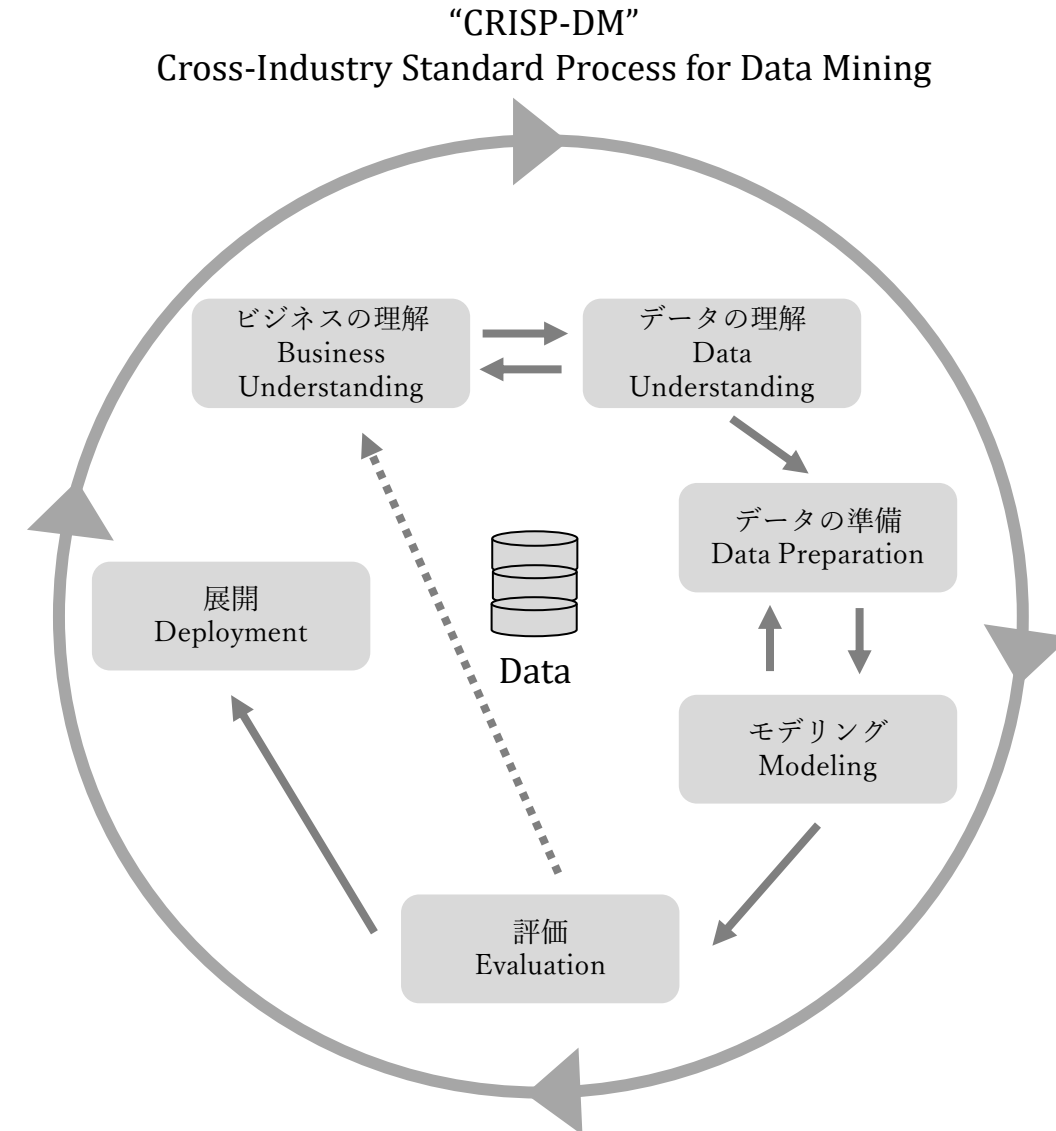 “CRISP-DM”
Cross-Industry Standard Process for Data Mining
ビジネスの理解
Business
Understanding
データの理解
Data
Understanding
データの準備
Data Preparation
展開
Deployment
Data
モデリング
Modeling
評価
Evaluation